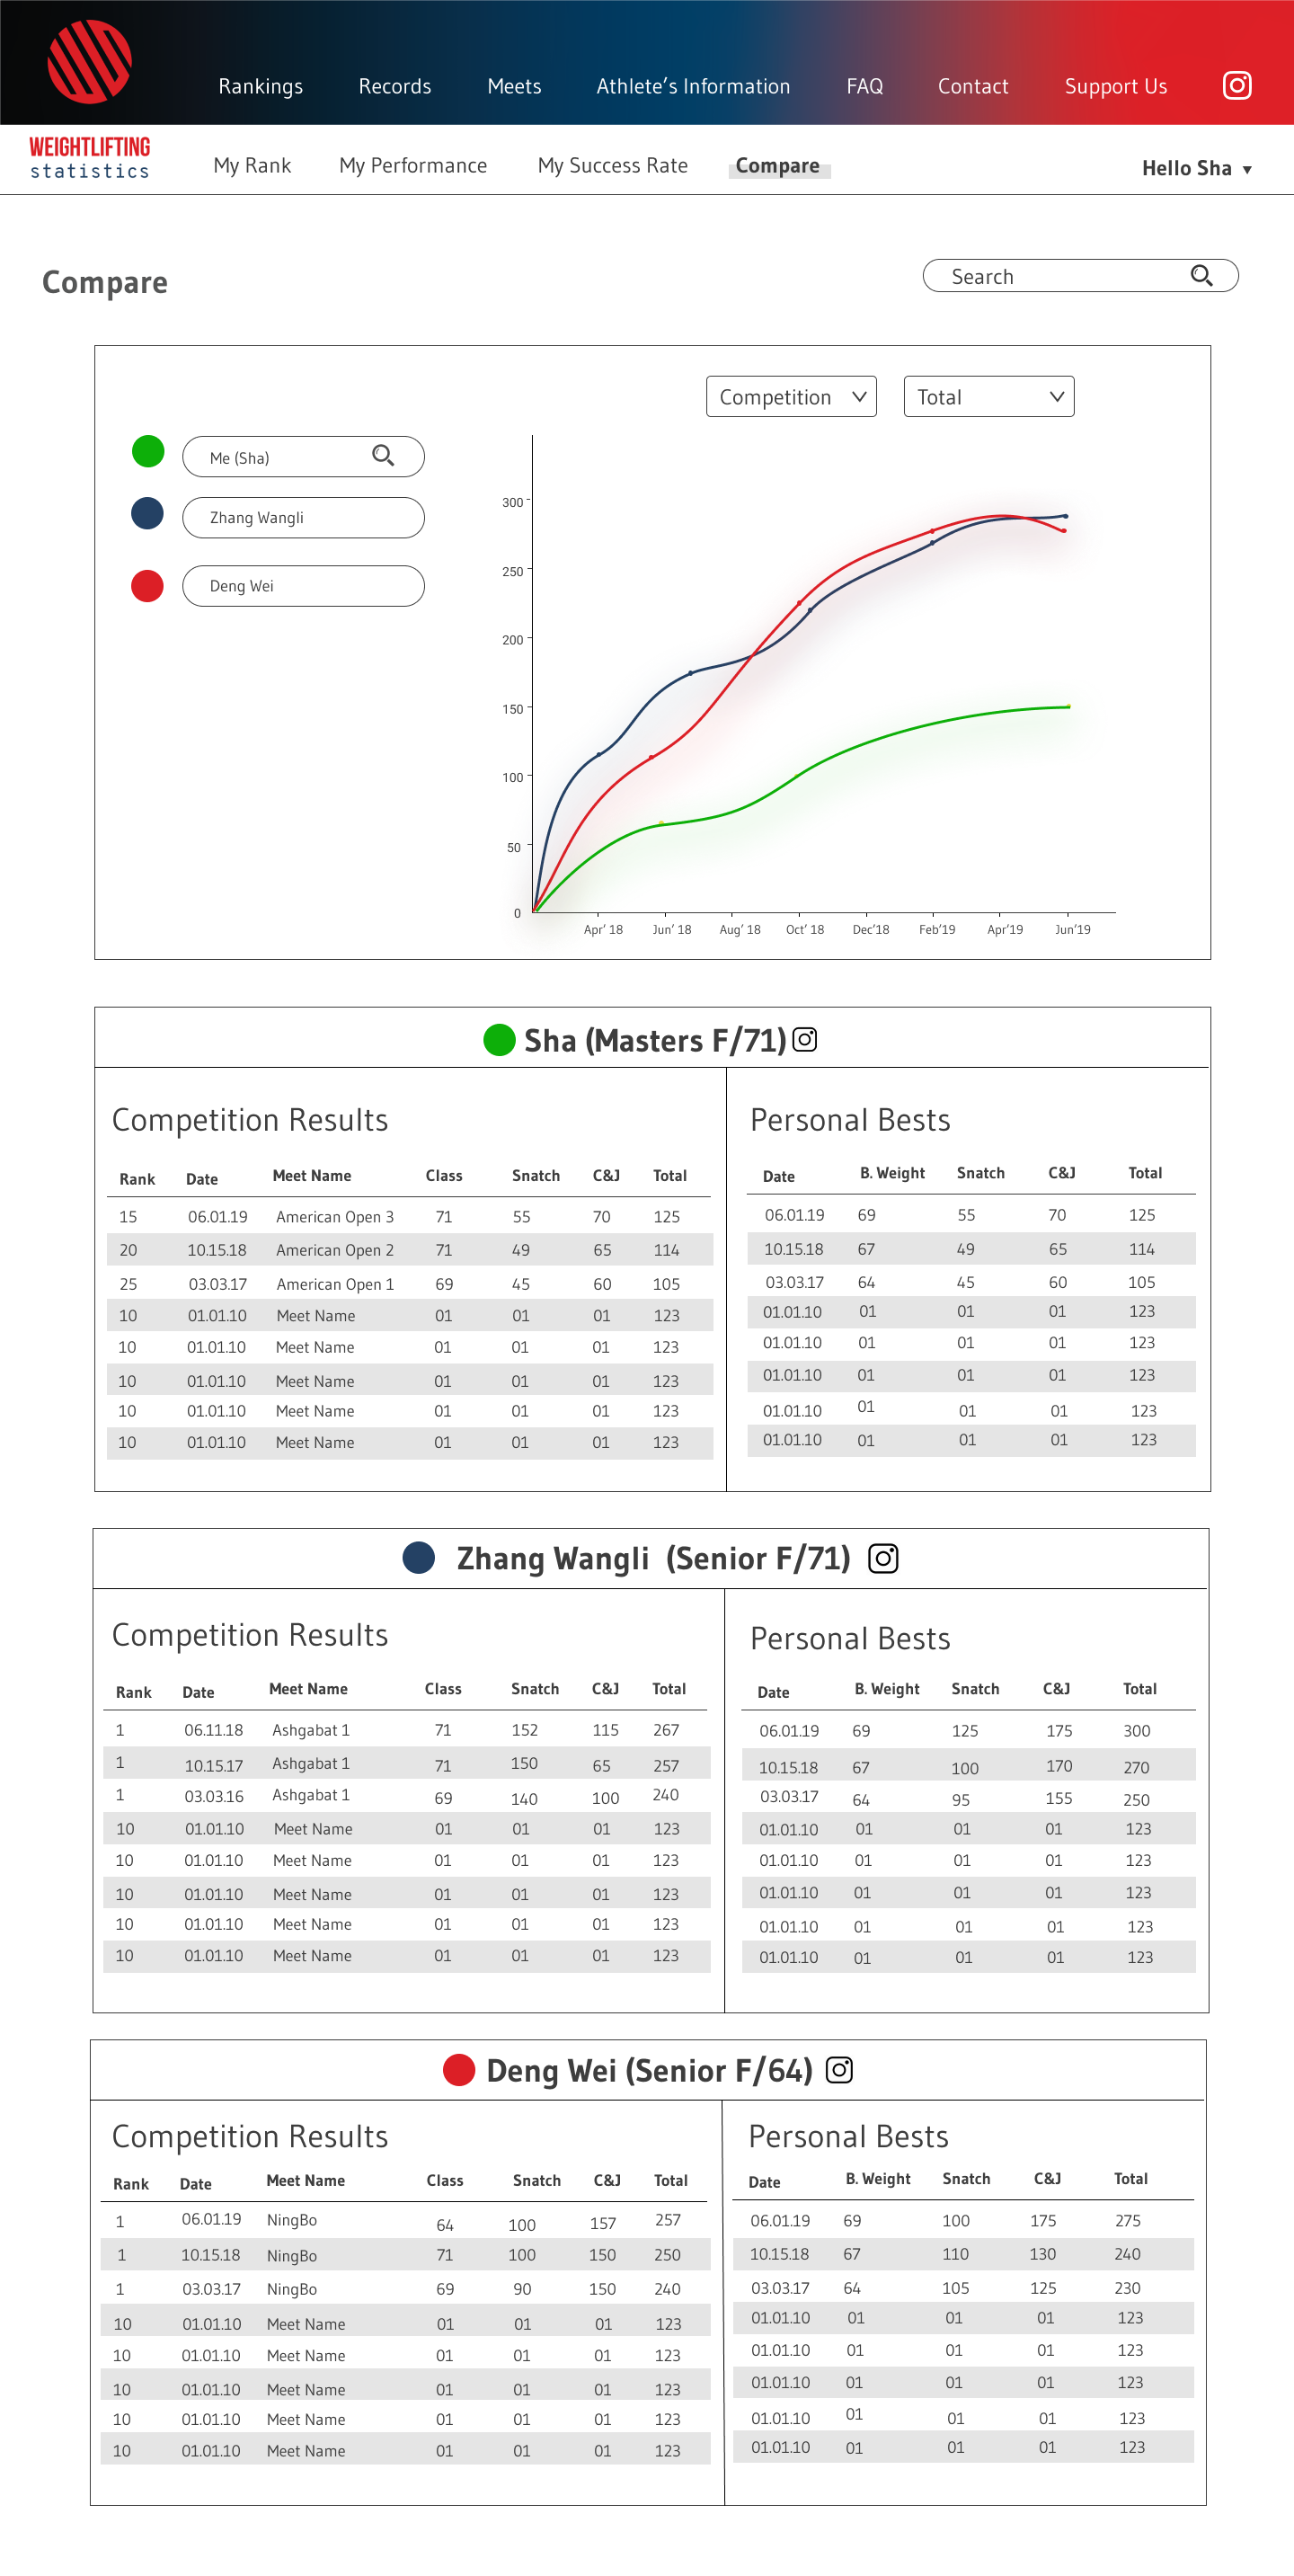 Rankings Records Meets Athlete’s Information FAQ Contact Support Us
WEIGHTLIFTING
statistics
My Rank My Performance My Success Rate Compare Hello Sha ▼
Compare
Search
Competition Total
Me (Sha)
Zhang Wangli
Deng Wei
300
250
200
150
100
50
0
Apr’ 18 Jun’ 18 Aug’ 18 Oct’ 18 Dec’18 Feb’19 Apr’19 Jun’19
Sha (Masters F/71)
Competition Results
Rank Date Meet Name Class Snatch C&J Total
15 06.01.19 American Open 3 71 55 70 125
20 10.15.18 American Open 2 71 49 65 114
25 03.03.17 American Open 1 69 45 60 105
10 01.01.10 Meet Name 01 01 01 123
10 01.01.10 Meet Name 01 01 01 123
10 01.01.10 Meet Name 01 01 01 123
10 01.01.10 Meet Name 01 01 01 123
10 01.01.10 Meet Name 01 01 01 123
Personal Bests
Date B. Weight Snatch C&J Total
06.01.19 69 55 70 125
10.15.18 67 49 65 114
03.03.17 64 45 60 105
01.01.10 01 01 01 123
01.01.10 01 01 01 123
01.01.10 01 01 01 123
01.01.10 01 01 01 123
01.01.10 01 01 01 123
Zhang Wangli (Senior F/71)
Competition Results
Rank Date Meet Name Class Snatch C&J Total
1 06.11.18 Ashgabat 1 71 152 115 267
1 10.15.17 Ashgabat 1 71 150 65 257
1 03.03.16 Ashgabat 1 69 140 100 240
10 01.01.10 Meet Name 01 01 01 123
10 01.01.10 Meet Name 01 01 01 123
10 01.01.10 Meet Name 01 01 01 123
10 01.01.10 Meet Name 01 01 01 123
10 01.01.10 Meet Name 01 01 01 123
Personal Bests
Date B. Weight Snatch C&J Total
06.01.19 69 125 175 300
10.15.18 67 100 170 270
03.03.17 64 95 155 250
01.01.10 01 01 01 123
01.01.10 01 01 01 123
01.01.10 01 01 01 123
01.01.10 01 01 01 123
01.01.10 01 01 01 123
Deng Wei (Senior F/64)
Competition Results
Rank Date Meet Name Class Snatch C&J Total
1 06.01.19 NingBo 64 100 157 257
1 10.15.18 NingBo 71 100 150 250
1 03.03.17 NingBo 69 90 150 240
10 01.01.10 Meet Name 01 01 01 123
10 01.01.10 Meet Name 01 01 01 123
10 01.01.10 Meet Name 01 01 01 123
10 01.01.10 Meet Name 01 01 01 123
10 01.01.10 Meet Name 01 01 01 123
Personal Bests
Date B. Weight Snatch C&J Total
06.01.19 69 100 175 275
10.15.18 67 110 130 240
03.03.17 64 105 125 230
01.01.10 01 01 01 123
01.01.10 01 01 01 123
01.01.10 01 01 01 123
01.01.10 01 01 01 123
01.01.10 01 01 01 123